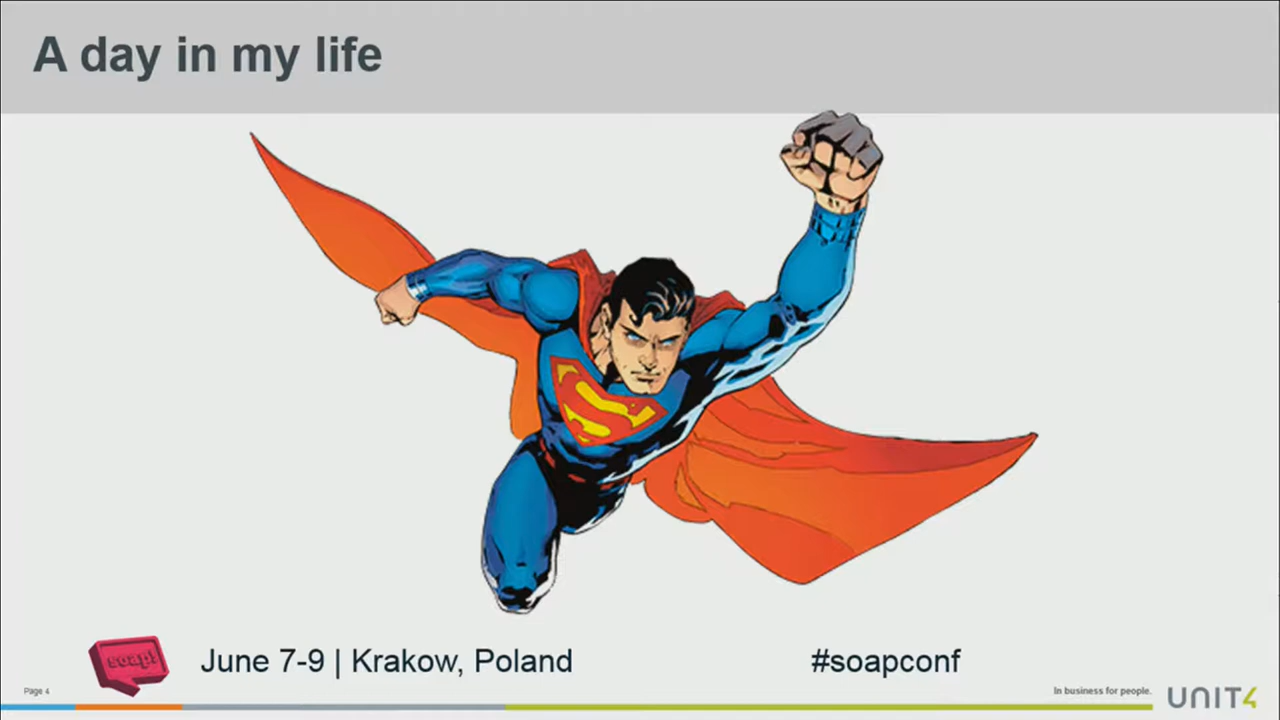 A day in my life
soap!
June 7-9 | Krakow, Poland
#soapconf
Page 4
In business for people.
UNIT4